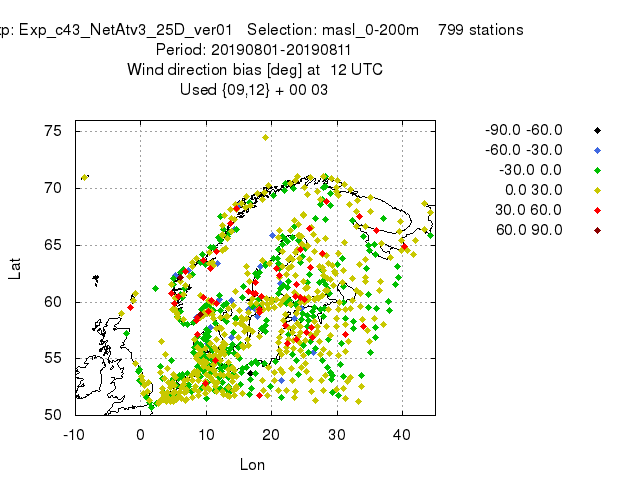 xp: Exp_c43_NetAtv3_25D_ver01 Selection: masl_0-200m 799 stations
Period: 20190801-20190811
Wind direction bias [deg] at 12 UTC
Used {09,12} + 00 03
-90.0 -60.0
-60.0 -30.0
-30.0 0.0
0.0 30.0
30.0 60.0
60.0 90.0
75
70
65
60
55
50
Lat
-10 0 10 20 30 40
Lon